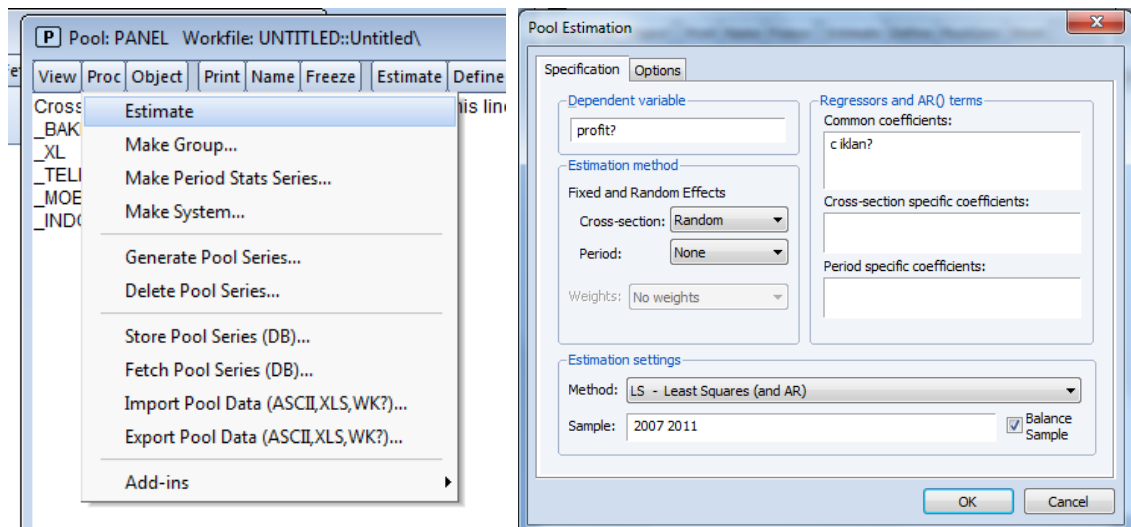 Pool: PANEL Workfile: UNTITLED::Untitled\
View Proc Object Print Name Freeze Estimate Define
Cross
his line
_BAK
_XL
_TEL
_MOB
_INDO
Estimate
Make Group...
Make Period Stats Series...
Make System...
Generate Pool Series...
Delete Pool Series...
Store Pool Series (DB)...
Fetch Pool Series (DB)...
Import Pool Data (ASCII,XLS,WK?)...
Export Pool Data (ASCII,XLS,WK?)...
Add-ins
Pool Estimation
Specification Options
Dependent variable
profit?
Estimation method
Fixed and Random Effects
Cross-section: Random
Period: None
Weights: No weights
Regressors and AR() terms
Common coefficients:
c iklan?
Cross-section specific coefficients:
Period specific coefficients:
Estimation settings
Method: LS - Least Squares (and AR)
Sample: 2007 2011
Balance
Sample
OK Cancel